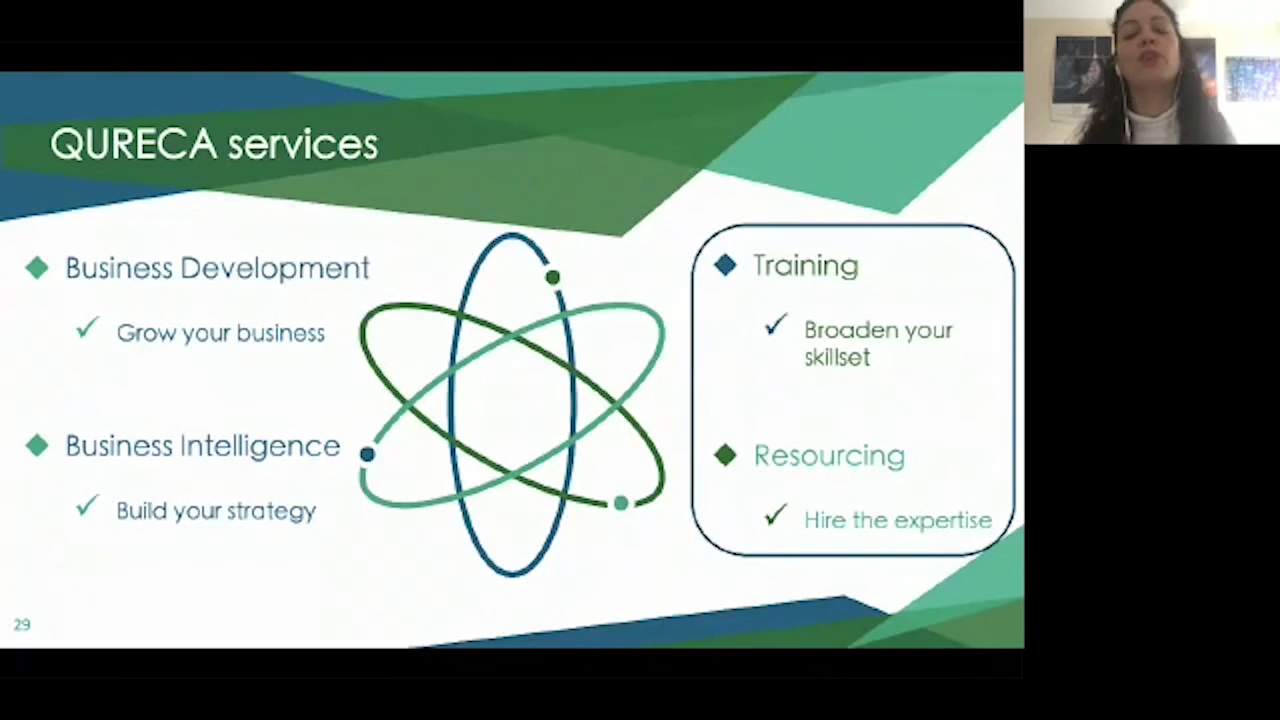 QURECA services
Business Development
Grow your business
Business Intelligence
Build your strategy
Training
Broaden your
skillset
Resourcing
Hire the expertise
29